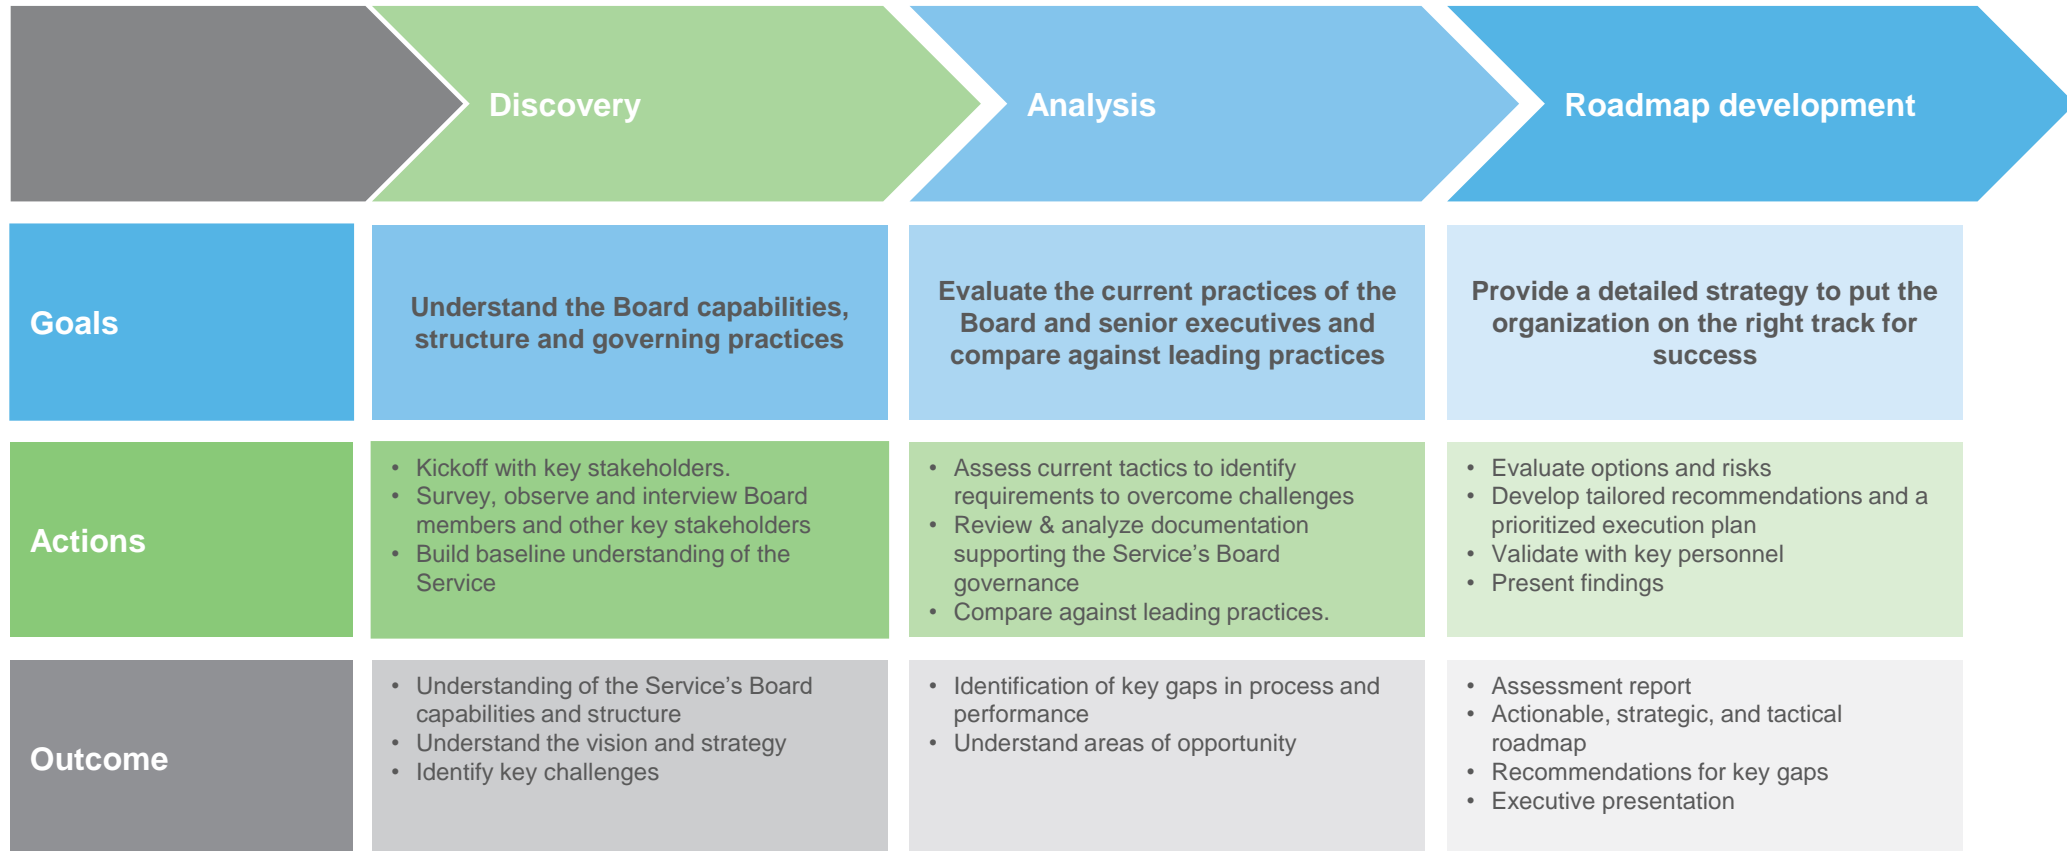 Discovery
Analysis
Roadmap development
Goals
Understand the Board capabilities,
structure and governing practices
Evaluate the current practices of the
Board and senior executives and
compare against leading practices
Provide a detailed strategy to put the
organization on the right track for
success
Actions
• Kickoff with key stakeholders.
• Survey, observe and interview Board
members and other key stakeholders
• Build baseline understanding of the
Service
• Assess current tactics to identify
requirements to overcome challenges
• Review & analyze documentation
supporting the Service’s Board
governance
• Compare against leading practices.
• Evaluate options and risks
• Develop tailored recommendations and a
prioritized execution plan
• Validate with key personnel
• Present findings
Outcome
• Understanding of the Service’s Board
capabilities and structure
• Understand the vision and strategy
• Identify key challenges
• Identification of key gaps in process and
performance
• Understand areas of opportunity
• Assessment report
• Actionable, strategic, and tactical
roadmap
• Recommendations for key gaps
• Executive presentation